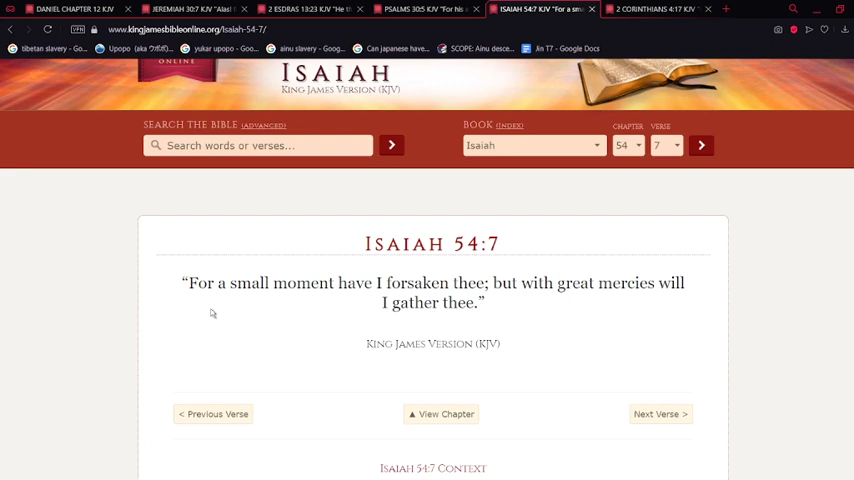 DANIEL CHAPTER 12 KJV
JEREMIAH 30:7 KJV "Alas! f
2 ESDRAS 13:23 KJV "He th
PSALMS 30:5 KJV "For his a
ISAIAH 54:7 KJV "For a sma
2 CORINTHIANS 4:17 KJV "
VPN
www.kingjamesbibleonline.org/Isaiah-54-7/
tibetan slavery - Goo...
Upopo (aka ウポポ)...
yukar upopo - Goog...
ainu slavery - Goog...
Can japanese have...
SCOPE: Ainu desce...
Jin T7 - Google Docs
ONLINE
ISAIAH
KING JAMES VERSION (KJV)
SEARCH THE BIBLE (ADVANCED)
BOOK (INDEX)
CHAPTER
VERSE
Search words or verses...
Isaiah
54
7
ISAIAH 54:7
“For a small moment have I forsaken thee; but with great mercies will
I gather thee.”
KING JAMES VERSION (KJV)
< Previous Verse
▲ View Chapter
Next Verse >
ISAIAH 54:7 CONTEXT